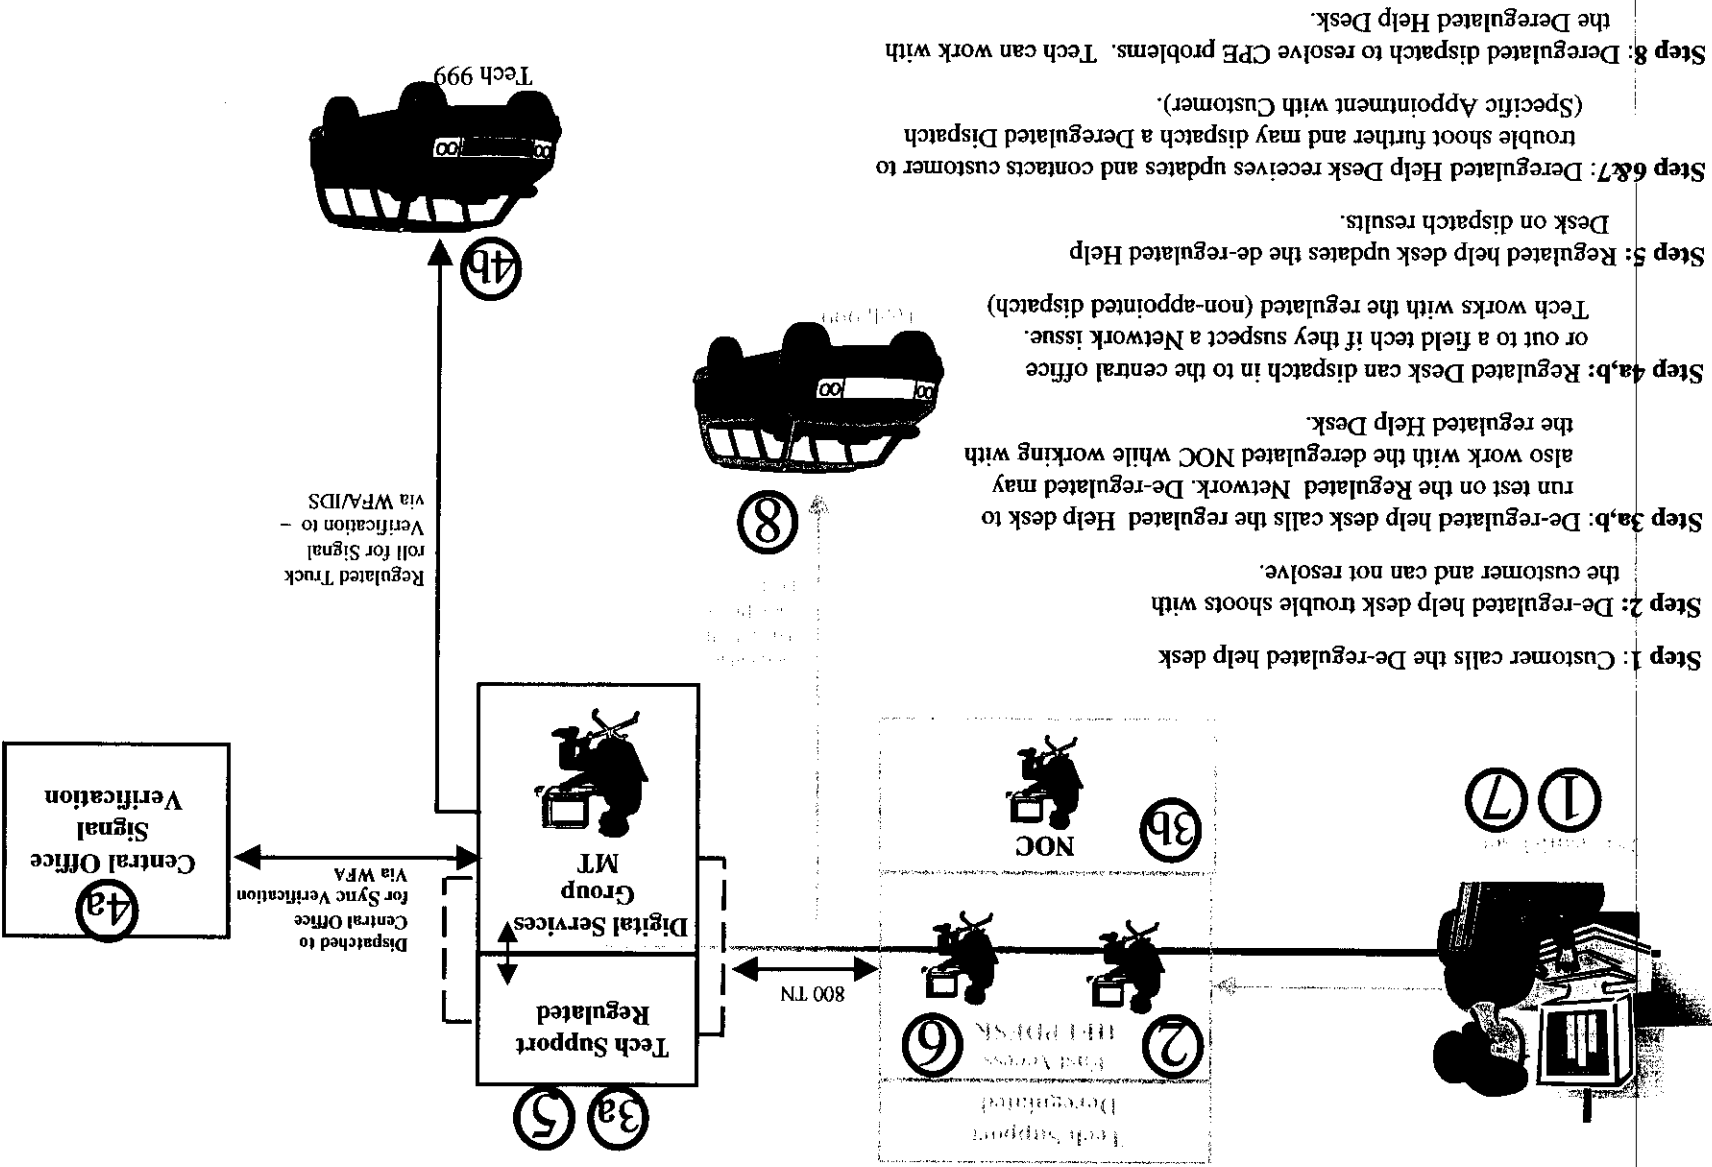 Tech Support
Deregulated
Fast Access
HELPDESK
2
6
3b
NOC
1
7
800 TN
3a
5
Tech Support
Regulated
Digital Services
Group
MT
Dispatched to
Central Office
for Sync Verification
Via WFA
4a
Central Office
Signal
Verification
Regulated Truck
roll for Signal
Verification to –
via WFA/IDS
8
4b
Tech 999
Step 1: Customer calls the De-regulated help desk
Step 2: De-regulated help desk trouble shoots with
the customer and can not resolve.
Step 3a,b: De-regulated help desk calls the regulated Help desk to
run test on the Regulated Network. De-regulated may
also work with the deregulated NOC while working with
the regulated Help Desk.
Step 4a,b: Regulated Desk can dispatch in to the central office
or out to a field tech if they suspect a Network issue.
Tech works with the regulated (non-appointed dispatch)
Step 5: Regulated help desk updates the de-regulated Help
Desk on dispatch results.
Step 6&7: Deregulated Help Desk receives updates and contacts customer to
trouble shoot further and may dispatch a Deregulated Dispatch
(Specific Appointment with Customer).
Step 8: Deregulated dispatch to resolve CPE problems. Tech can work with
the Deregulated Help Desk.